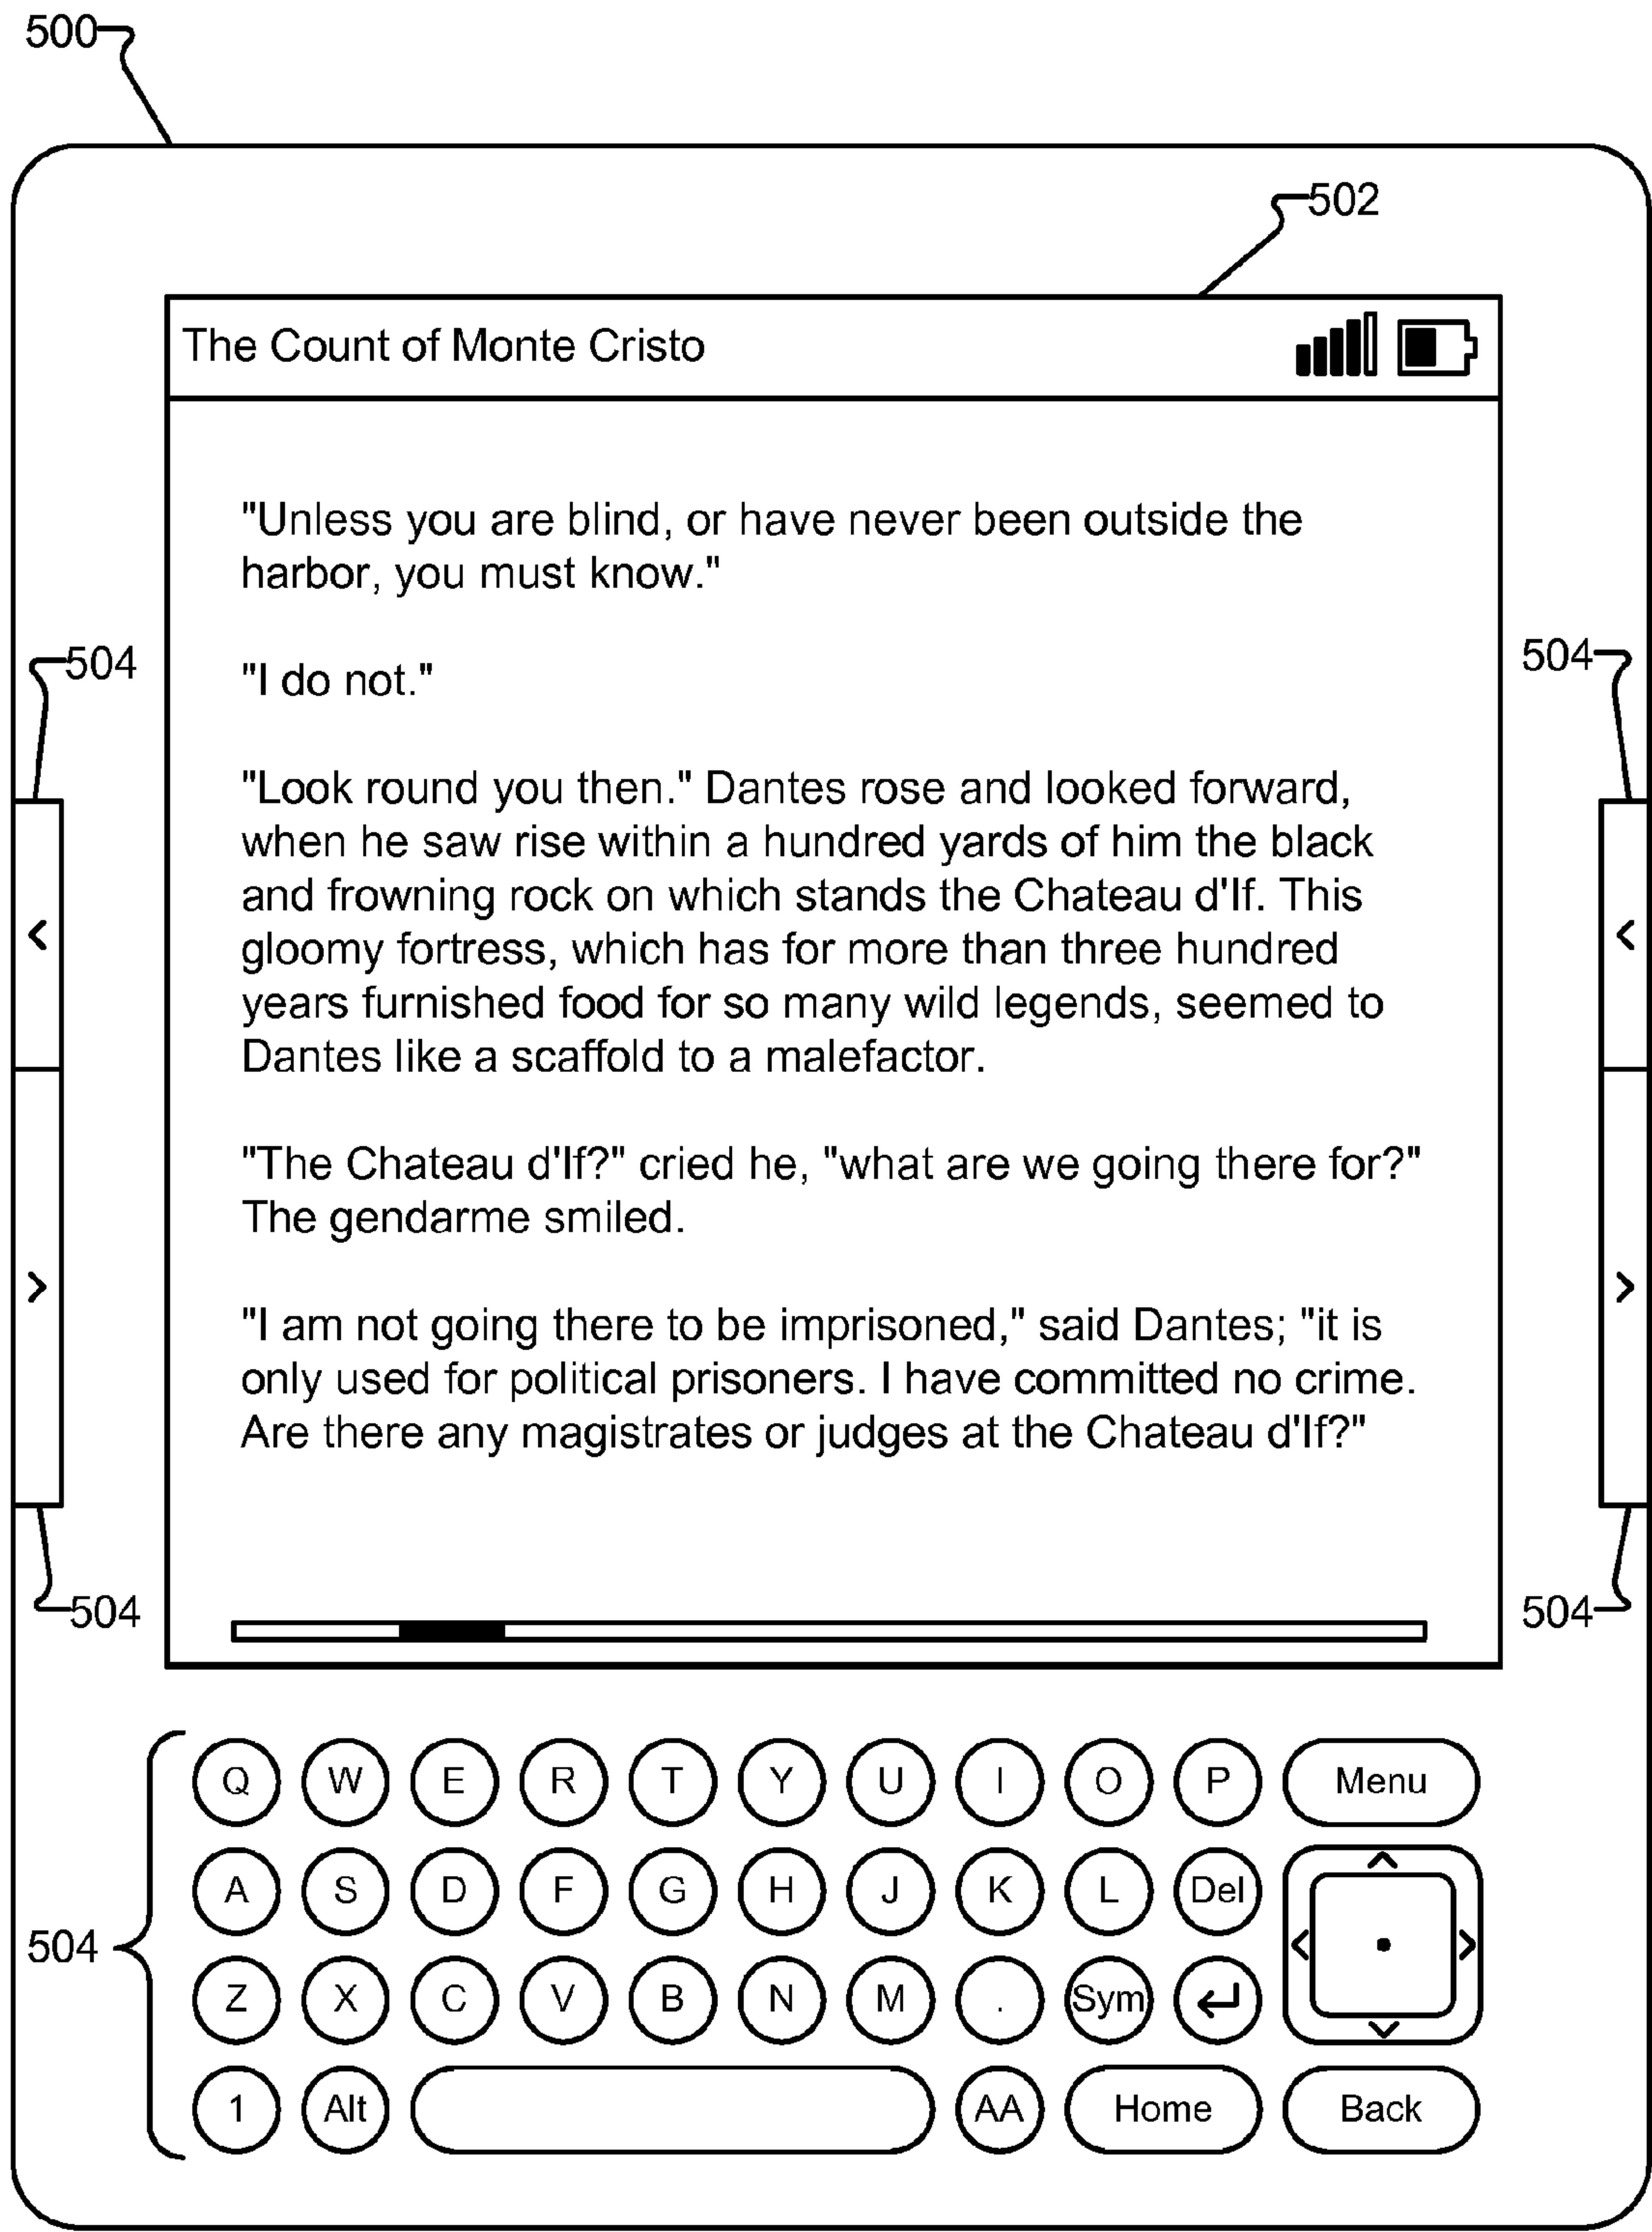 500
502
The Count of Monte Cristo
"Unless you are blind, or have never been outside the
harbor, you must know."
504
504
"I do not."
"Look round you then." Dantes rose and looked forward,
when he saw rise within a hundred yards of him the black
and frowning rock on which stands the Chateau d'If. This
gloomy fortress, which has for more than three hundred
years furnished food for so many wild legends, seemed to
Dantes like a scaffold to a malefactor.
"The Chateau d'If?" cried he, "what are we going there for?"
The gendarme smiled.
"I am not going there to be imprisoned," said Dantes; "it is
only used for political prisoners. I have committed no crime.
Are there any magistrates or judges at the Chateau d'If?"
504
504
Q W E R T Y U I O P Menu
A S D F G H J K L Del
504
Z X C V B N M . Sym
1 Alt AA Home Back